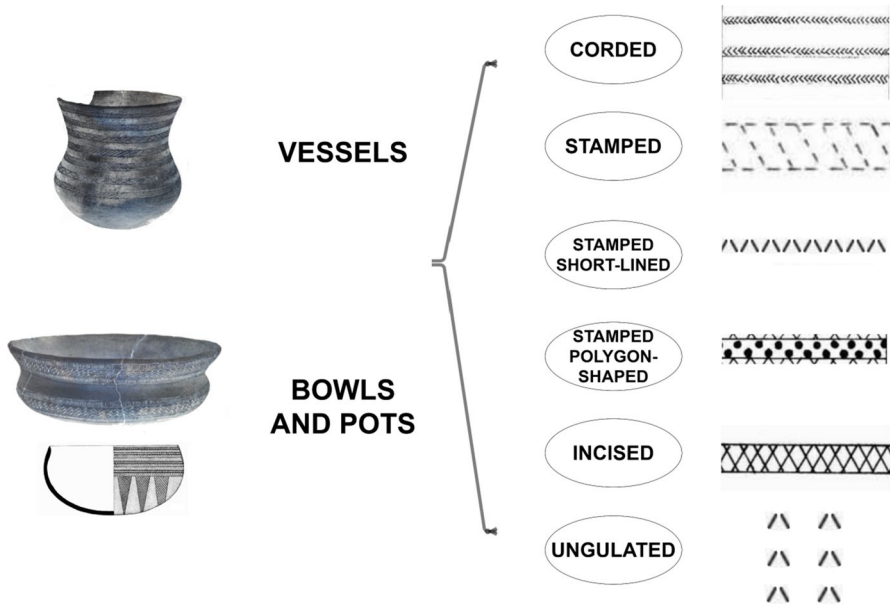 VESSELS
BOWLS
AND POTS
CORDED
STAMPED
STAMPED
SHORT-LINED
STAMPED
POLYGON-
SHAPED
INCISED
UNGULATED